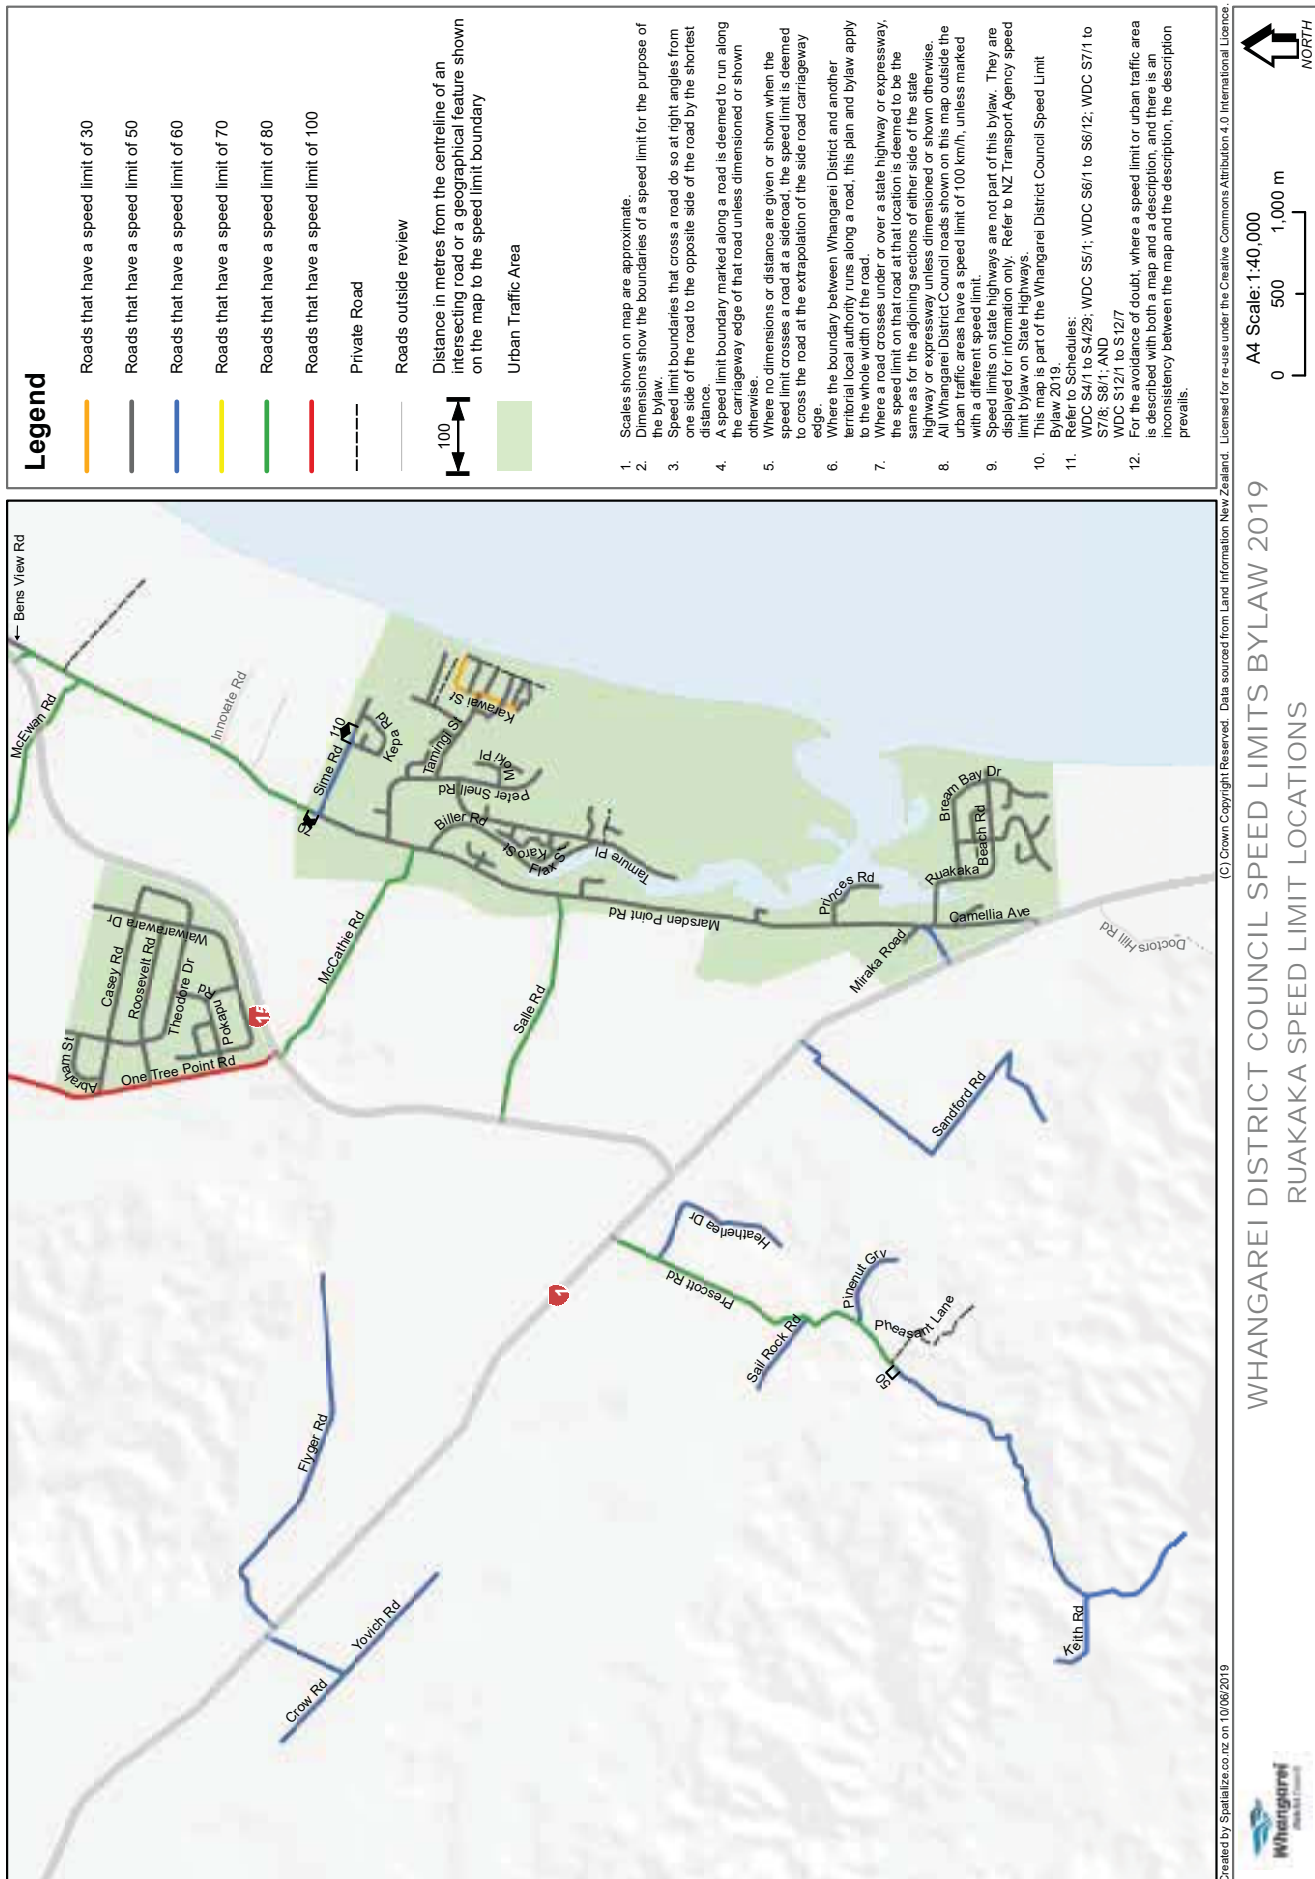 Bens View Rd
McEwan Rd
Innovate Rd
110
Sime Rd
Kepa Rd
Karawai St
Tamingi St
Moki Pl
Peter Snell Rd
Biller Rd
Karo St
Flax St
Tamure Pl
Marsden Point Rd
McCathie Rd
Salle Rd
Princes Rd
Ruakaka
Beach Rd
Bream Bay Dr
Camellia Ave
Miraka Road
Doctors Hill Rd
Waiwarawara Dr
Casey Rd
Roosevelt Rd
Theodore Dr
Pokapu Rd
Abraham St
One Tree Point Rd
15
Sandford Rd
1
Heatherlea Dr
Prescott Rd
Sail Rock Rd
Pinenut Grv
Pheasant Lane
50
Flyger Rd
Yovich Rd
Crow Rd
Keith Rd
Legend
Roads that have a speed limit of 30
Roads that have a speed limit of 50
Roads that have a speed limit of 60
Roads that have a speed limit of 70
Roads that have a speed limit of 80
Roads that have a speed limit of 100
Private Road
Roads outside review
100
Distance in metres from the centreline of an
intersecting road or a geographical feature shown
on the map to the speed limit boundary
Urban Traffic Area
1. Scales shown on map are approximate.
2. Dimensions show the boundaries of a speed limit for the purpose of
the bylaw.
3. Speed limit boundaries that cross a road do so at right angles from
one side of the road to the opposite side of the road by the shortest
distance.
4. A speed limit boundary marked along a road is deemed to run along
the carriageway edge of that road unless dimensioned or shown
otherwise.
5. Where no dimensions or distance are given or shown when the
speed limit crosses a road at a sideroad, the speed limit is deemed
to cross the road at the extrapolation of the side road carriageway
edge.
6. Where the boundary between Whangarei District and another
territorial local authority runs along a road, this plan and bylaw apply
to the whole width of the road.
7. Where a road crosses under or over a state highway or expressway,
the speed limit on that road at that location is deemed to be the
same as for the adjoining sections of either side of the state
highway or expressway unless dimensioned or shown otherwise.
8. All Whangarei District Council roads shown on this map outside the
urban traffic areas have a speed limit of 100 km/h, unless marked
with a different speed limit.
9. Speed limits on state highways are not part of this bylaw. They are
displayed for information only. Refer to NZ Transport Agency speed
limit bylaw on State Highways.
10. This map is part of the Whangarei District Council Speed Limit
Bylaw 2019.
11. Refer to Schedules:
WDC S4/1 to S4/29; WDC S5/1; WDC S6/1 to S6/12; WDC S7/1 to
S7/8; S8/1; AND
WDC S12/1 to S12/7
12. For the avoidance of doubt, where a speed limit or urban traffic area
is described with both a map and a description, and there is an
inconsistency between the map and the description, the description
prevails.
Created by Spatialize.co.nz on 10/06/2019
(C) Crown Copyright Reserved. Data sourced from Land Information New Zealand. Licensed for re-use under the Creative Commons Attribution 4.0 International Licence.
Whangarei
District Council
WHANGAREI DISTRICT COUNCIL SPEED LIMITS BYLAW 2019
RUAKAKA SPEED LIMIT LOCATIONS
A4 Scale: 1:40,000
0 500 1,000 m
NORTH